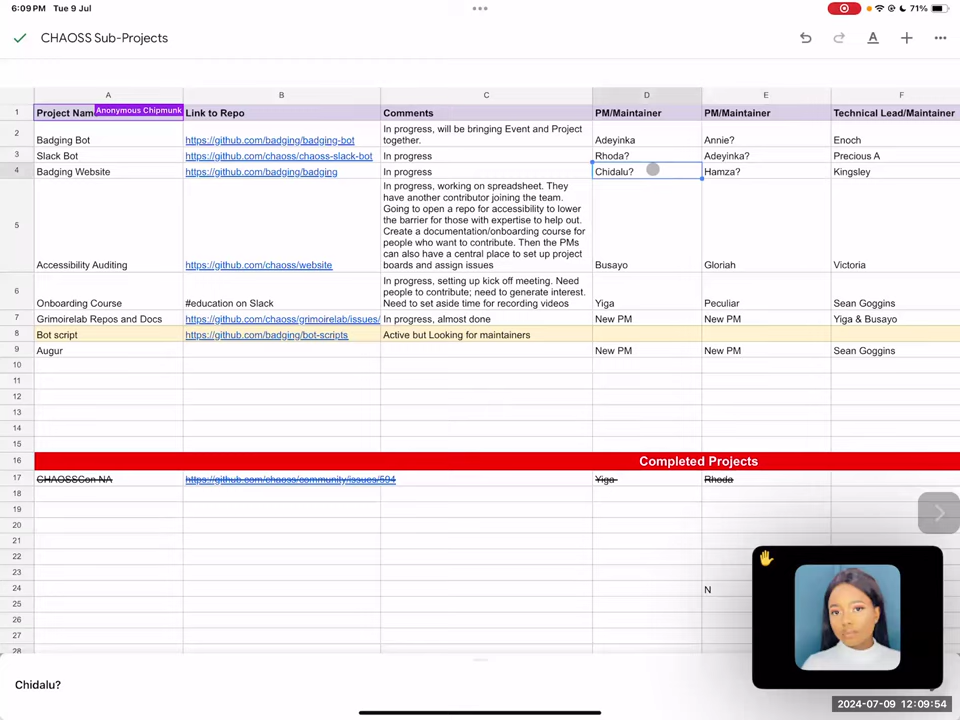 6:09 PM Tue 9 Jul
71%
CHAOSS Sub-Projects
A B C D E F
1 Project Nam Anonymous Chipmunk Link to Repo Comments PM/Maintainer PM/Maintainer Technical Lead/Maintainer
In progress, will be bringing Event and Project
2 Badging Bot https://github.com/badging/badging-bot together. Adeyinka Annie? Enoch
3 Slack Bot https://github.com/chaoss/chaoss-slack-bot In progress Rhoda? Adeyinka? Precious A
4 Badging Website https://github.com/badging/badging In progress Chidalu? Hamza? Kingsley
In progress, working on spreadsheet. They
have another contributor joining the team.
Going to open a repo for accessibility to lower
the barrier for those with expertise to help out.
5 Create a documentation/onboarding course for
people who want to contribute. Then the PMs
can also have a central place to set up project
Accessibility Auditing https://github.com/chaoss/website boards and assign issues Busayo Gloriah Victoria
In progress, setting up kick off meeting. Need
6 people to contribute; need to generate interest.
Onboarding Course #education on Slack Need to set aside time for recording videos Yiga Peculiar Sean Goggins
7 Grimoirelab Repos and Docs https://github.com/chaoss/grimoirelab/issues/ In progress, almost done New PM New PM Yiga & Busayo
8 Bot script https://github.com/badging/bot-scripts Active but Looking for maintainers
9 Augur New PM New PM Sean Goggins
10
11
12
13
14
15
16 Completed Projects
17 CHAOSSCon NA https://github.com/chaoss/community/issues/594 Yiga Rhoda
18
19
20
21
22
23
24 N
25
26
27
28
Chidalu?
2024-07-09 12:09:54